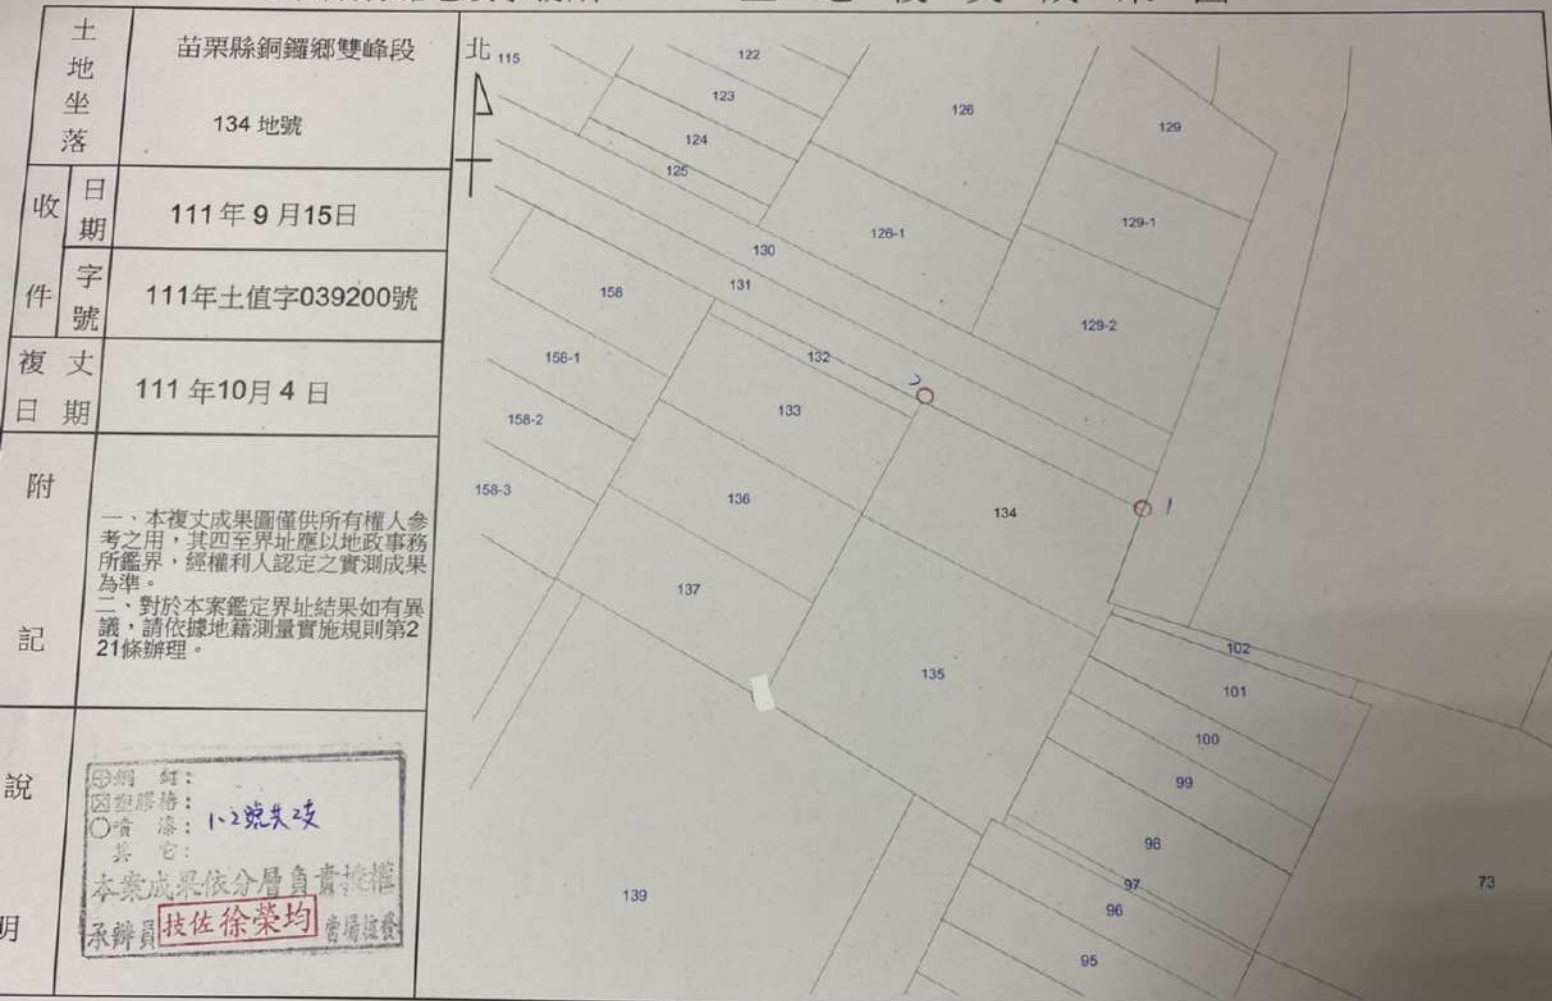 土地坐落
苗栗縣銅鑼鄉雙峰段
134 地號
收件
日期
111年 9 月15日
字號
111年土值字039200號
複丈日期
111 年10月 4 日
附記
一、本複丈成果圖僅供所有權人參
考之用，其四至界址應以地政事務
所鑑界，經權利人認定之實測成果
為準。
二、對於本案鑑定界址結果如有異
議，請依據地籍測量實施規則第2
21條辦理。
說明
塑膠樁：
噴 漆：
1-2號共2支
其 它：
本案成果依分層負責授權
承辦員
技佐徐榮均
北
115
122
123
124
125
126
126-1
129
129-1
129-2
130
131
132
133
134
135
136
137
139
158
158-1
158-2
158-3
2
1
102
101
100
99
98
97
96
95
73